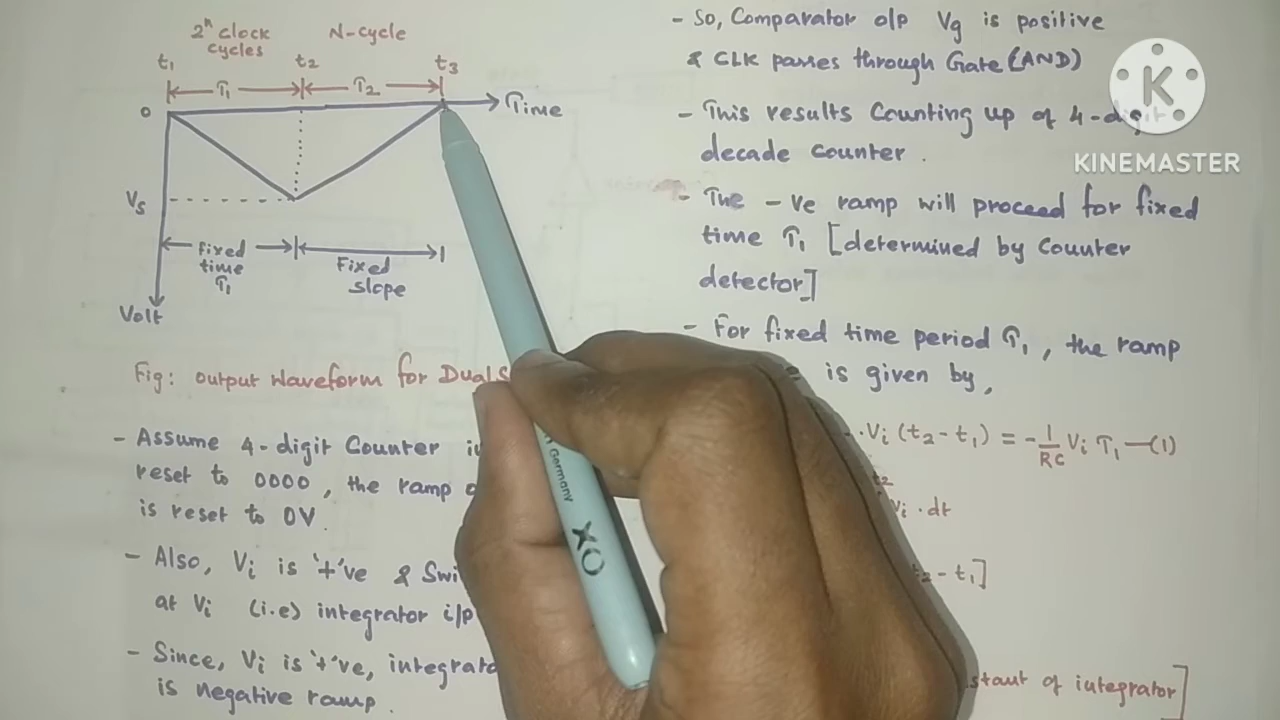 2ⁿ clock
cycles
N-cycle
t₁
t₂
t₃
T₁
T₂
0
Time
Vs
Fixed
time
T₁
Fixed
slope
Volt
Fig: output waveform for Dual S
- Assume 4-digit Counter
reset to 0000, the ramp
is reset to 0V.
- Also, Vi is '+'ve &
at Vi (i.e) integrator i/p
- Since, Vi is '+'ve,
is negative ramp.
- So, Comparator o/p Vg is positive
& CLK passes through Gate (AND)
- This results Counting up of 4-digit
decade counter.
- The -ve ramp will proceed for fixed
time T₁ [determined by Counter
detector]
- For fixed time period T₁, the ramp
is given by,
.Vi (t₂-t₁) = -1/RC Vi T₁ —(1)
t₂
Vi . dt
t₂ - t₁]
of integrator]
Germany
XO
K
KINEMASTER